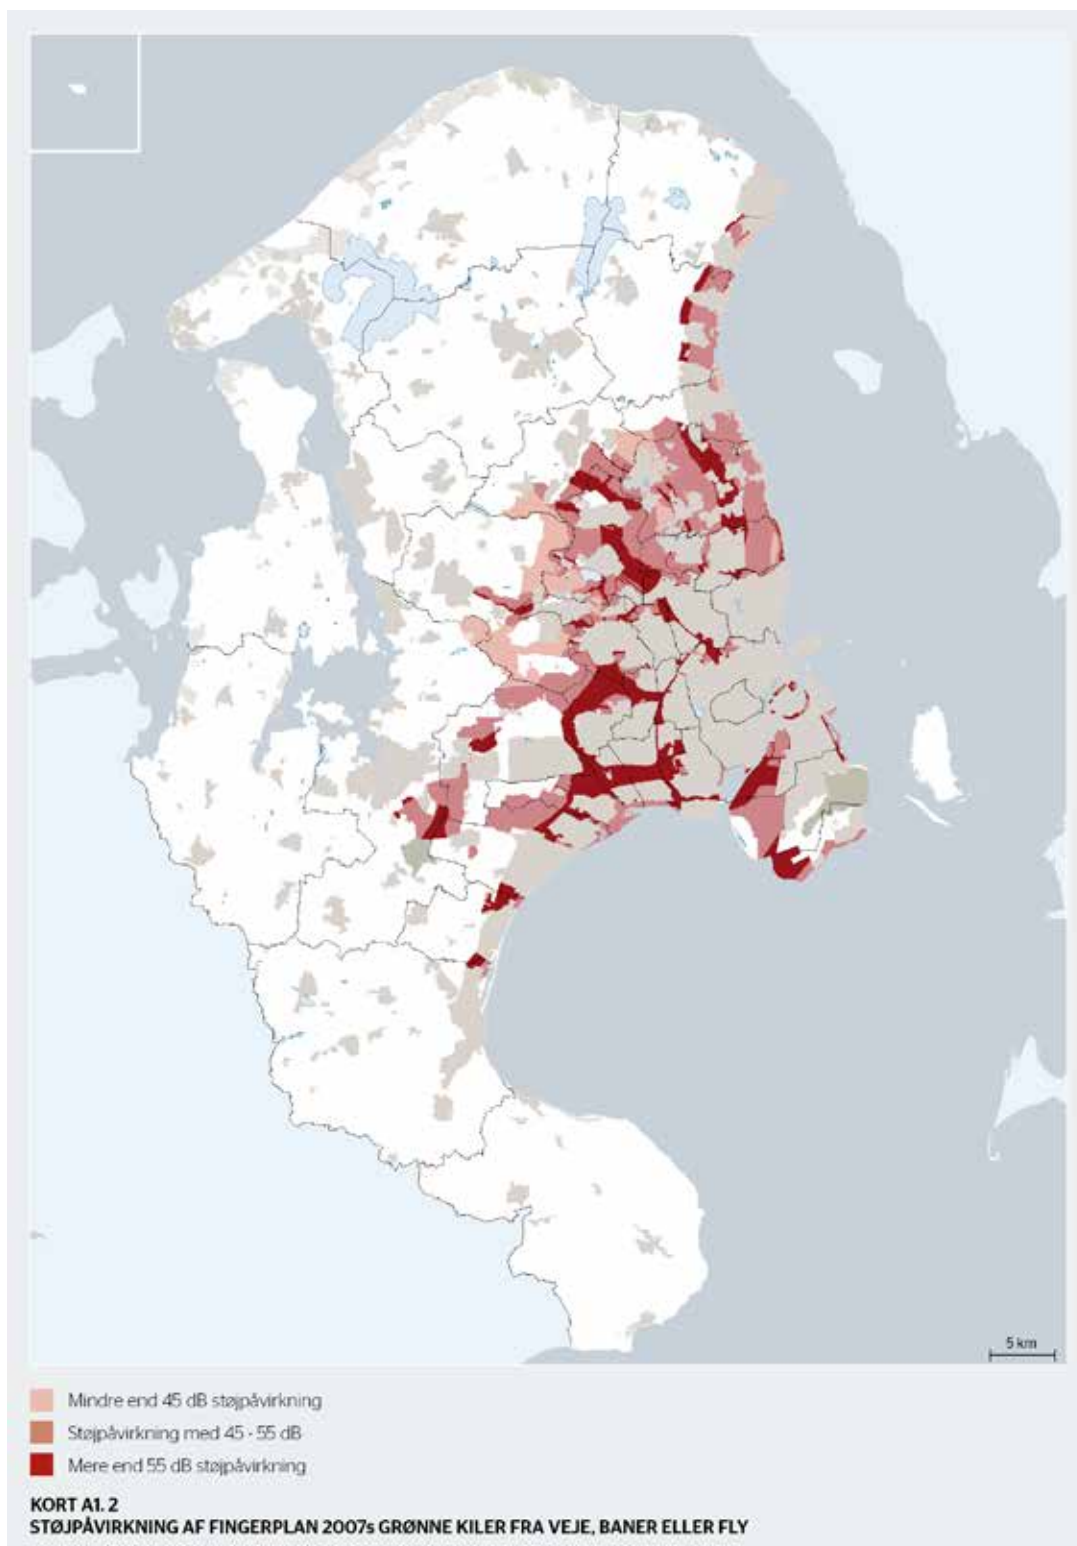 5 km
Mindre end 45 dB støjpåvirkning
Støjpåvirkning med 45 - 55 dB
Mere end 55 dB støjpåvirkning
KORT A1. 2
STØJPÅVIRKNING AF FINGERPLAN 2007s GRØNNE KILER FRA VEJE, BANER ELLER FLY